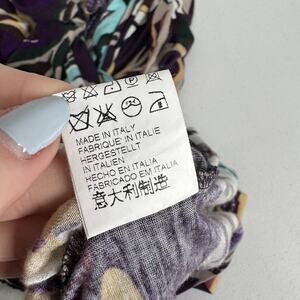 MADE IN ITALY
FABRIQUE EN ITALIE
HERGESTELLT
IN ITALIEN
HECHO EN ITALIA
FABRICADO EM ITALIA
意大利制造